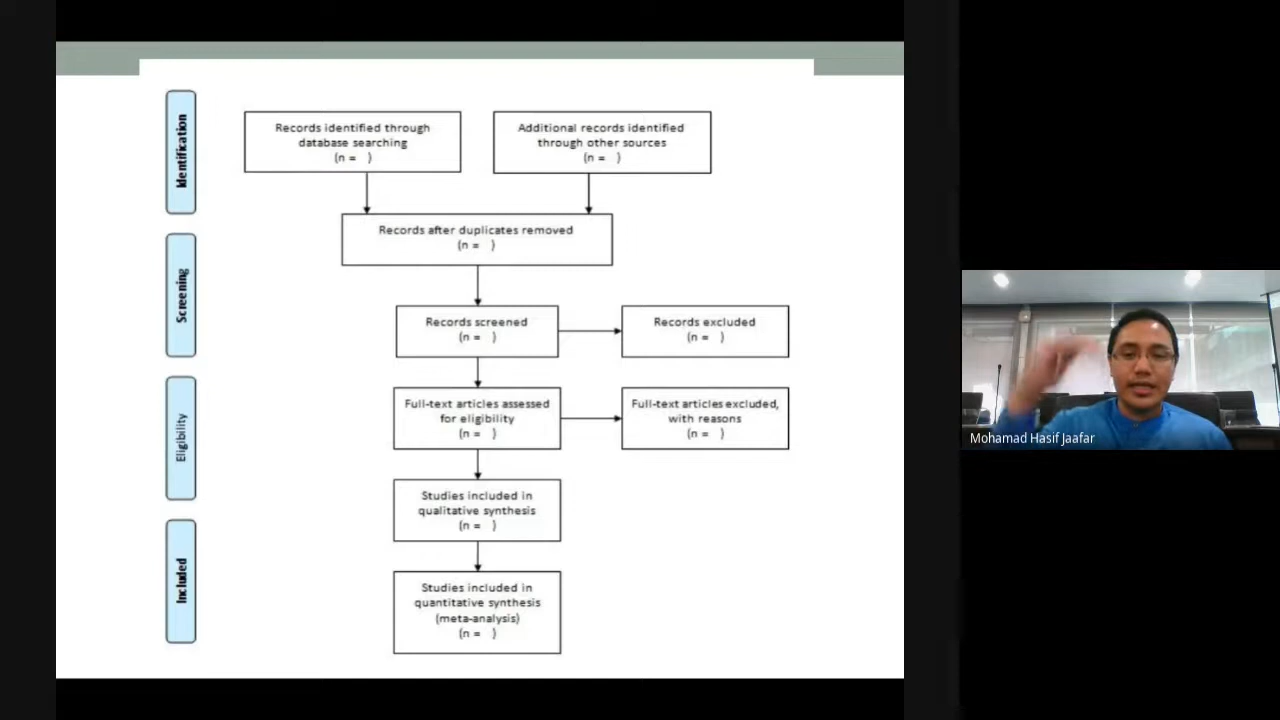 Identification
Records identified through
database searching
(n =   )
Additional records identified
through other sources
(n =   )
Records after duplicates removed
(n =   )
Screening
Records screened
(n =   )
Records excluded
(n =   )
Eligibility
Full-text articles assessed
for eligibility
(n =   )
Full-text articles excluded,
with reasons
(n =   )
Studies included in
qualitative synthesis
(n =   )
Included
Studies included in
quantitative synthesis
(meta-analysis)
(n =   )
Mohamad Hasif Jaafar